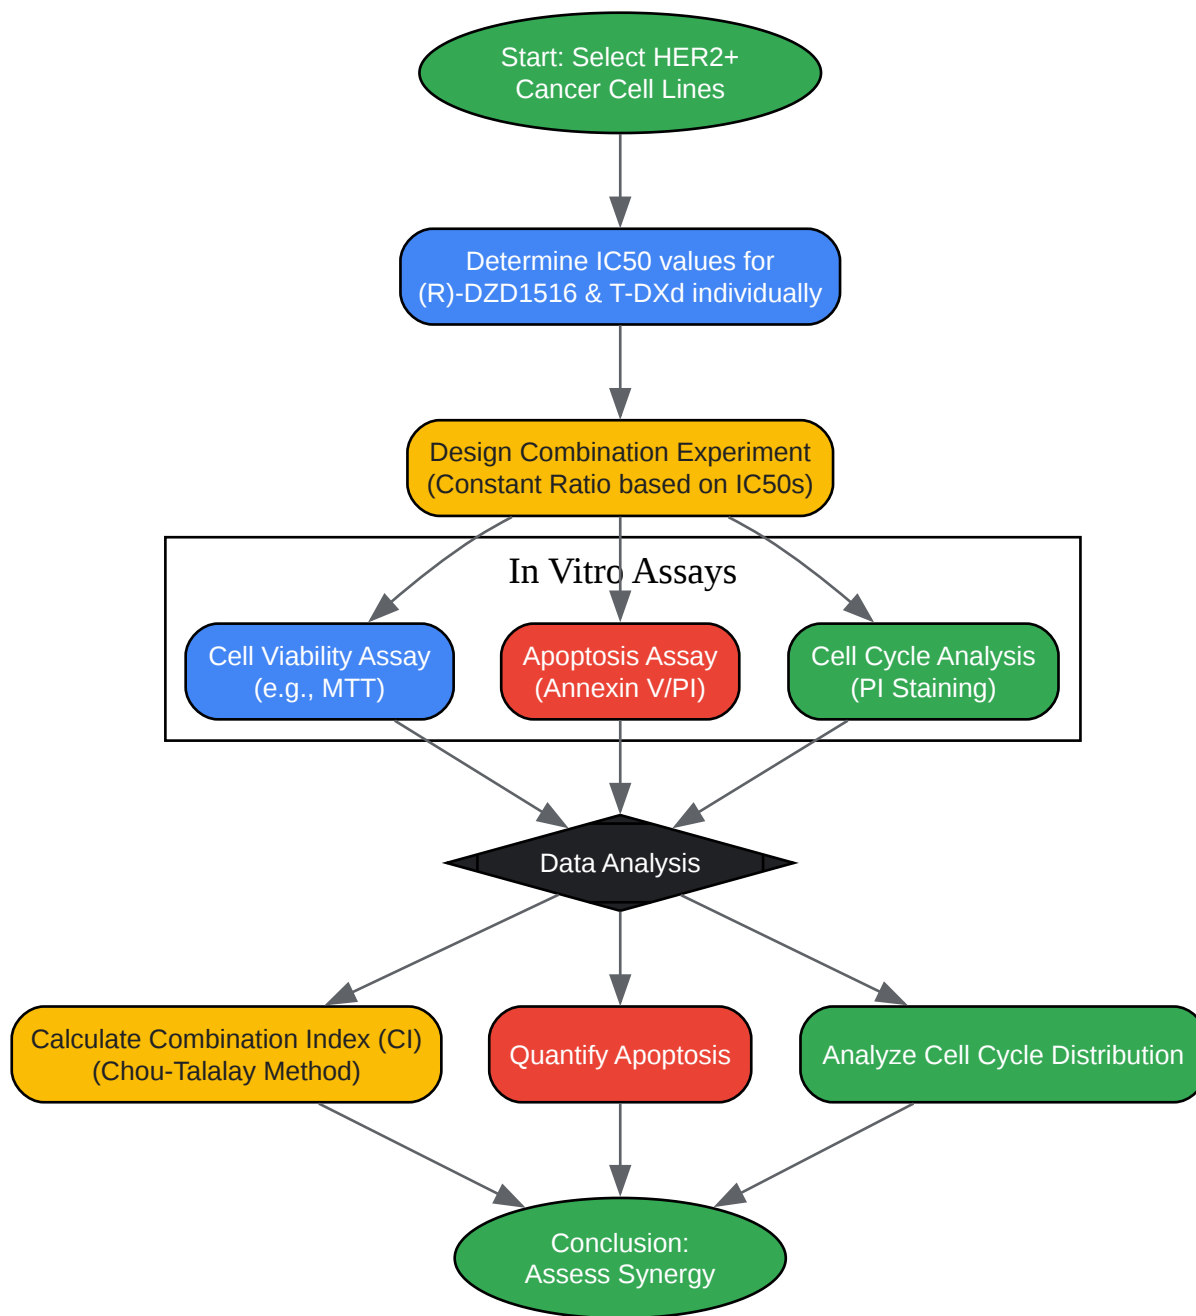 Start: Select HER2+
Cancer Cell Lines
Determine IC50 values for
(R)-DZD1516 & T-DXd individually
Design Combination Experiment
(Constant Ratio based on IC50s)
In Vitro Assays
Cell Viability Assay
(e.g., MTT)
Apoptosis Assay
(Annexin V/PI)
Cell Cycle Analysis
(PI Staining)
Data Analysis
Calculate Combination Index (CI)
(Chou-Talalay Method)
Quantify Apoptosis
Analyze Cell Cycle Distribution
Conclusion:
Assess Synergy